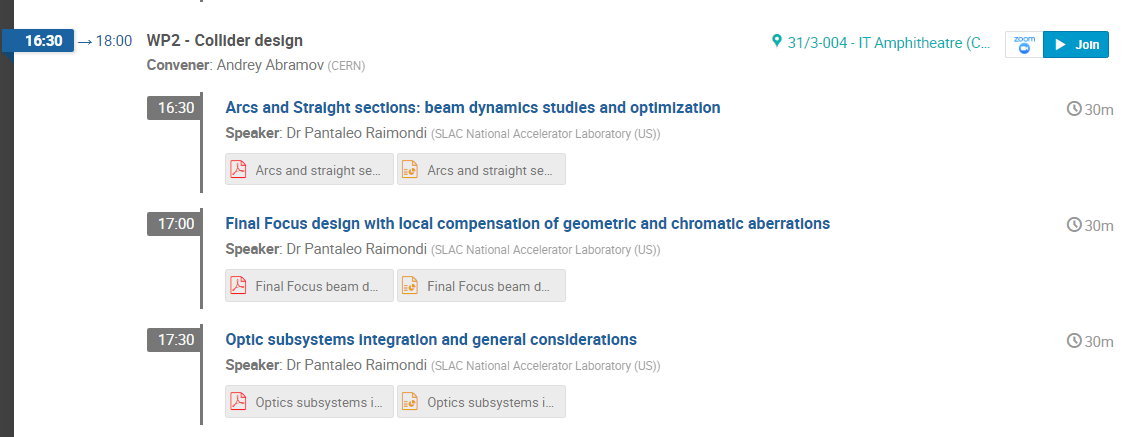 16:30 → 18:00 WP2 - Collider design 31/3-004 - IT Amphitheatre (C... zoom Join
Convener: Andrey Abramov (CERN)
16:30 Arcs and Straight sections: beam dynamics studies and optimization 30m
Speaker: Dr Pantaleo Raimondi (SLAC National Accelerator Laboratory (US))
Arcs and straight se... Arcs and straight se...
17:00 Final Focus design with local compensation of geometric and chromatic aberrations 30m
Speaker: Dr Pantaleo Raimondi (SLAC National Accelerator Laboratory (US))
Final Focus beam d... Final Focus beam d...
17:30 Optic subsystems integration and general considerations 30m
Speaker: Dr Pantaleo Raimondi (SLAC National Accelerator Laboratory (US))
Optics subsystems i... Optics subsystems i...